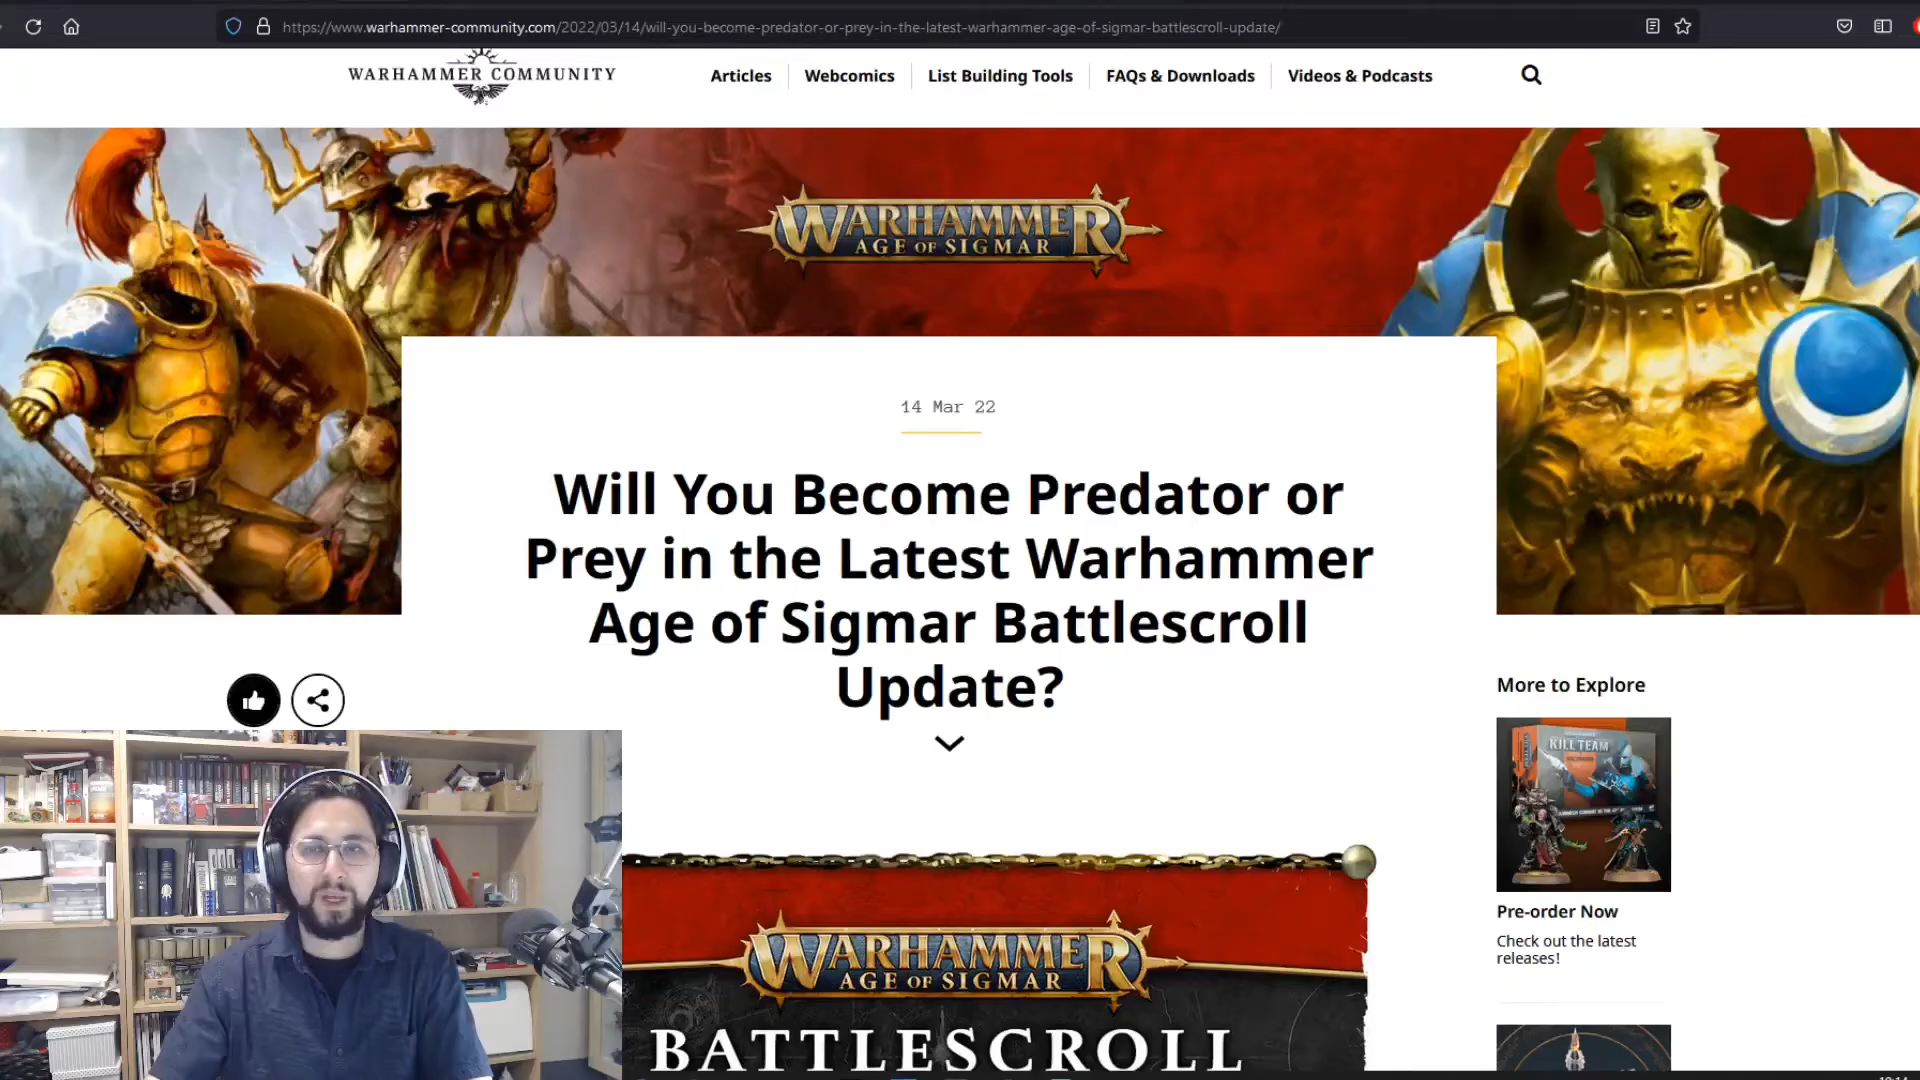 https://www.warhammer-community.com/2022/03/14/will-you-become-predator-or-prey-in-the-latest-warhammer-age-of-sigmar-battlescroll-update/
WARHAMMER COMMUNITY
Articles
Webcomics
List Building Tools
FAQs & Downloads
Videos & Podcasts
WARHAMMER
AGE OF SIGMAR
14 Mar 22
Will You Become Predator or
Prey in the Latest Warhammer
Age of Sigmar Battlescroll
Update?
More to Explore
KILL TEAM
Pre-order Now
Check out the latest
releases!
WARHAMMER
AGE OF SIGMAR
BATTLESCROLL